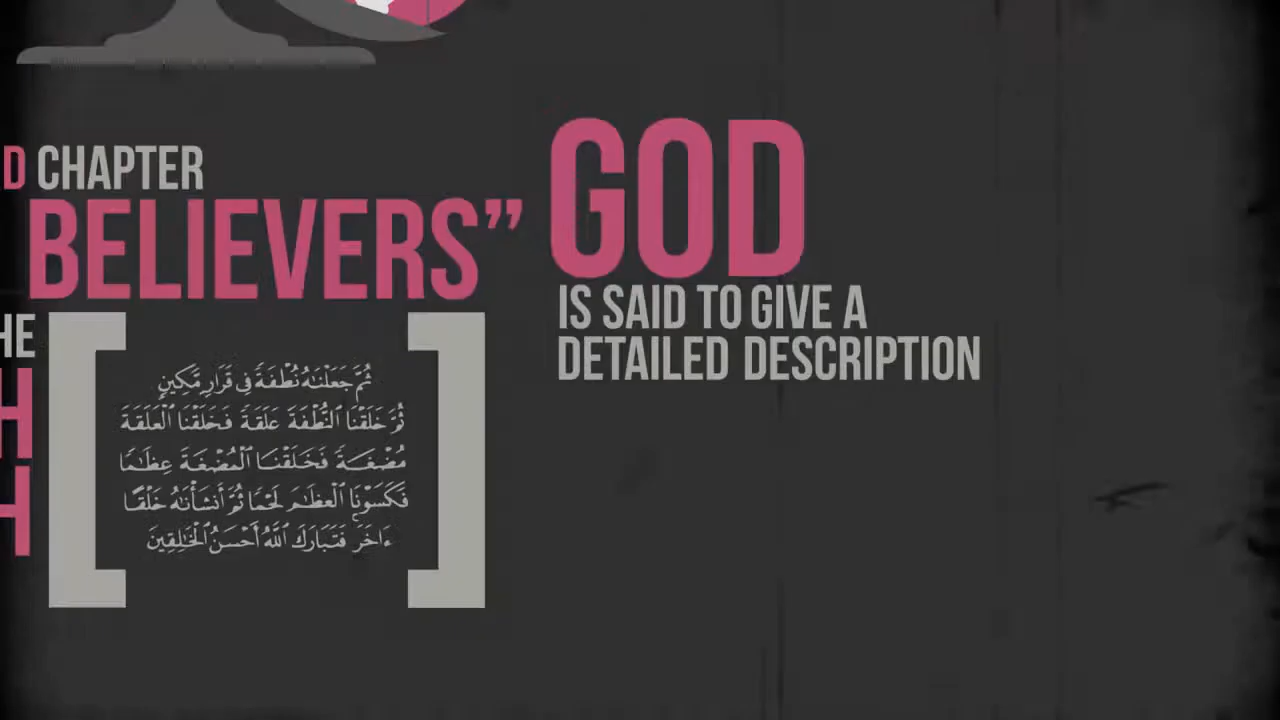 D CHAPTER
BELIEVERS”
HE
H
H
ثُمَّ جَعَلْنَٰهُ نُطْفَةً فِى قَرَارٍ مَّكِينٍ
ثُمَّ خَلَقْنَا ٱلنُّطْفَةَ عَلَقَةً فَخَلَقْنَا ٱلْعَلَقَةَ
مُضْغَةً فَخَلَقْنَا ٱلْمُضْغَةَ عِظَٰمًا
فَكَسَوْنَا ٱلْعِظَٰمَ لَحْمًا ثُمَّ أَنشَأْنَٰهُ خَلْقًا
ءَاخَرَ فَتَبَارَكَ ٱللَّهُ أَحْسَنُ ٱلْخَٰلِقِينَ
GOD
IS SAID TO GIVE A
DETAILED DESCRIPTION